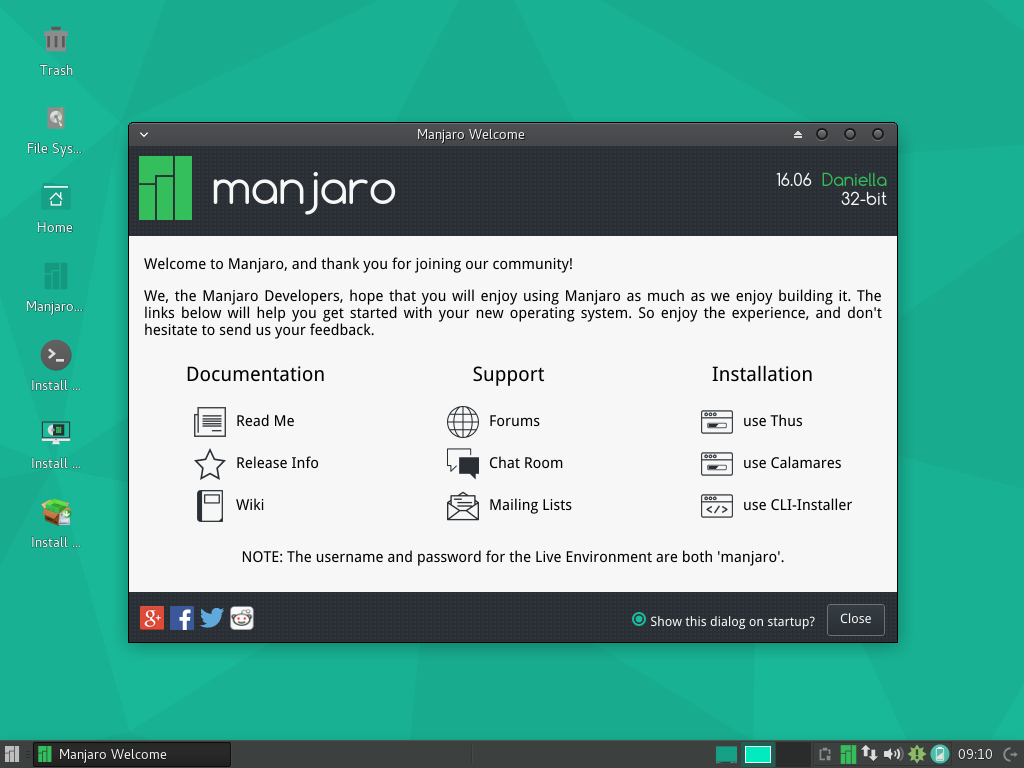 Trash
File Sys...
Home
Manjaro...
Install ...
Install ...
Install ...
Manjaro Welcome
manjaro
16.06 Daniella
32-bit
Welcome to Manjaro, and thank you for joining our community!
We, the Manjaro Developers, hope that you will enjoy using Manjaro as much as we enjoy building it. The
links below will help you get started with your new operating system. So enjoy the experience, and don't
hesitate to send us your feedback.
Documentation
Read Me
Release Info
Wiki
Support
Forums
Chat Room
Mailing Lists
Installation
use Thus
use Calamares
use CLI-Installer
NOTE: The username and password for the Live Environment are both 'manjaro'.
Show this dialog on startup?
Close
Manjaro Welcome
09:10